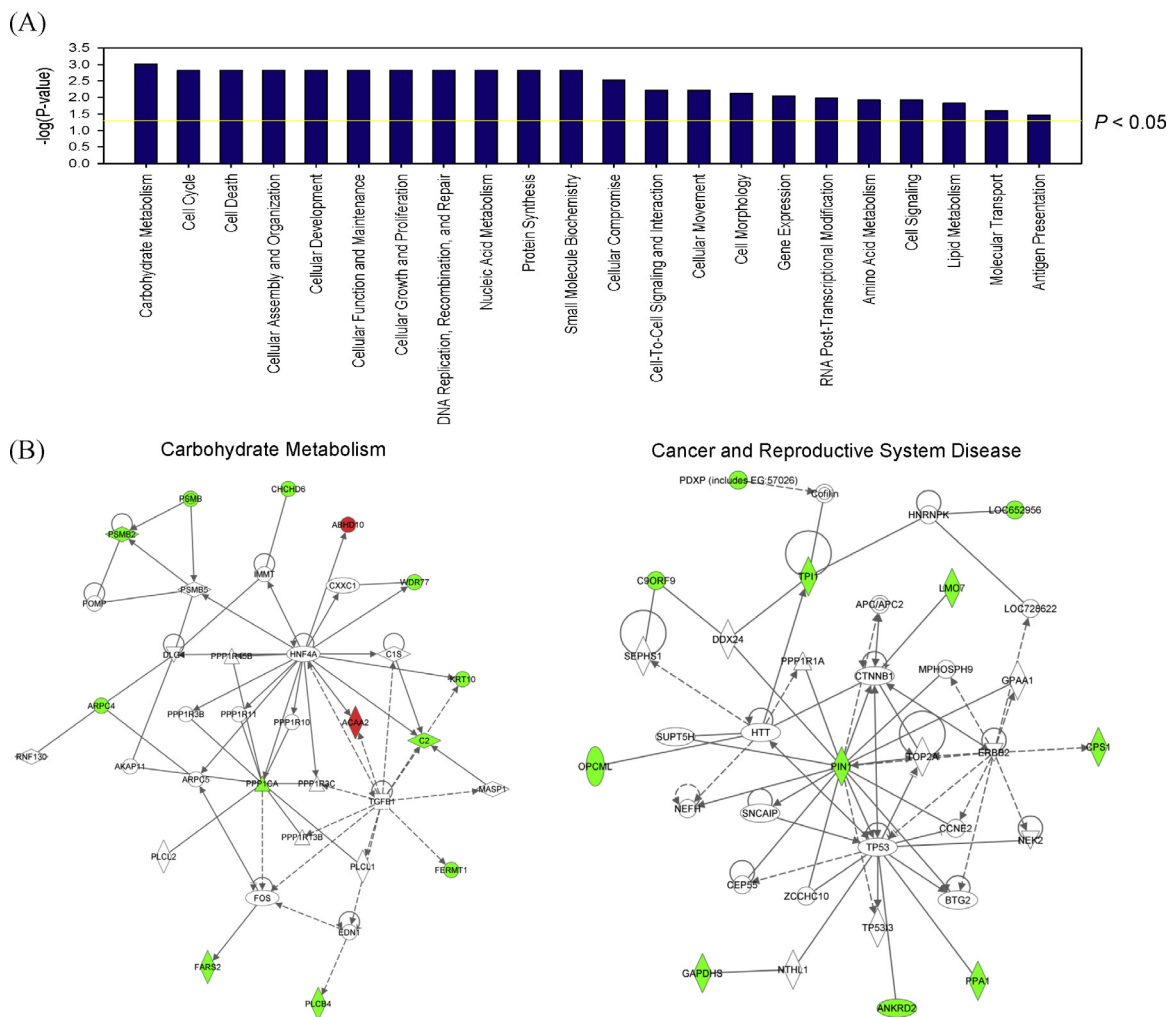 (A)
3.5
3.0
2.5
2.0
1.5
1.0
0.5
0.0
-log(P-value)
P < 0.05
Carbohydrate Metabolism
Cell Cycle
Cell Death
Cellular Assembly and Organization
Cellular Development
Cellular Function and Maintenance
Cellular Growth and Proliferation
DNA Replication, Recombination, and Repair
Nucleic Acid Metabolism
Protein Synthesis
Small Molecule Biochemistry
Cellular Compromise
Cell-To-Cell Signaling and Interaction
Cellular Movement
Cell Morphology
Gene Expression
RNA Post-Transcriptional Modification
Amino Acid Metabolism
Cell Signaling
Lipid Metabolism
Molecular Transport
Antigen Presentation
(B)
Carbohydrate Metabolism
PSMB
CHCHD6
ABHD10
PSMB2
IMMT
CXXC1
WDR77
PSMB5
POMP
DLG4
PPP1R15B
HNF4A
C1S
KRT10
ARPC4
PPP1R3B
PPP1R11
PPP1R10
ACAA2
C2
RNF130
AKAP11
ARPC5
PPP1CA
PPP1R3C
MASP1
TGFB1
PPP1R13B
PLCL2
PLCL1
FERMT1
FOS
EDN1
FARS2
PLCB4
Cancer and Reproductive System Disease
PDXP (includes EG:57026)
Cofilin
HNRNPK
LOC652956
C9ORF9
TPI1
LMO7
APC/APC2
LOC728622
DDX24
SEPHS1
PPP1R1A
CTNNB1
MPHOSPH9
GPAA1
SUPT5H
HTT
TOP2A
ERBB2
CPS1
OPCML
PIN1
NEFH
SNCAIP
CCNE2
NEK2
TP53
CEP55
ZCCHC10
BTG2
TP53I3
GAPDHS
NTHL1
PPA1
ANKRD2